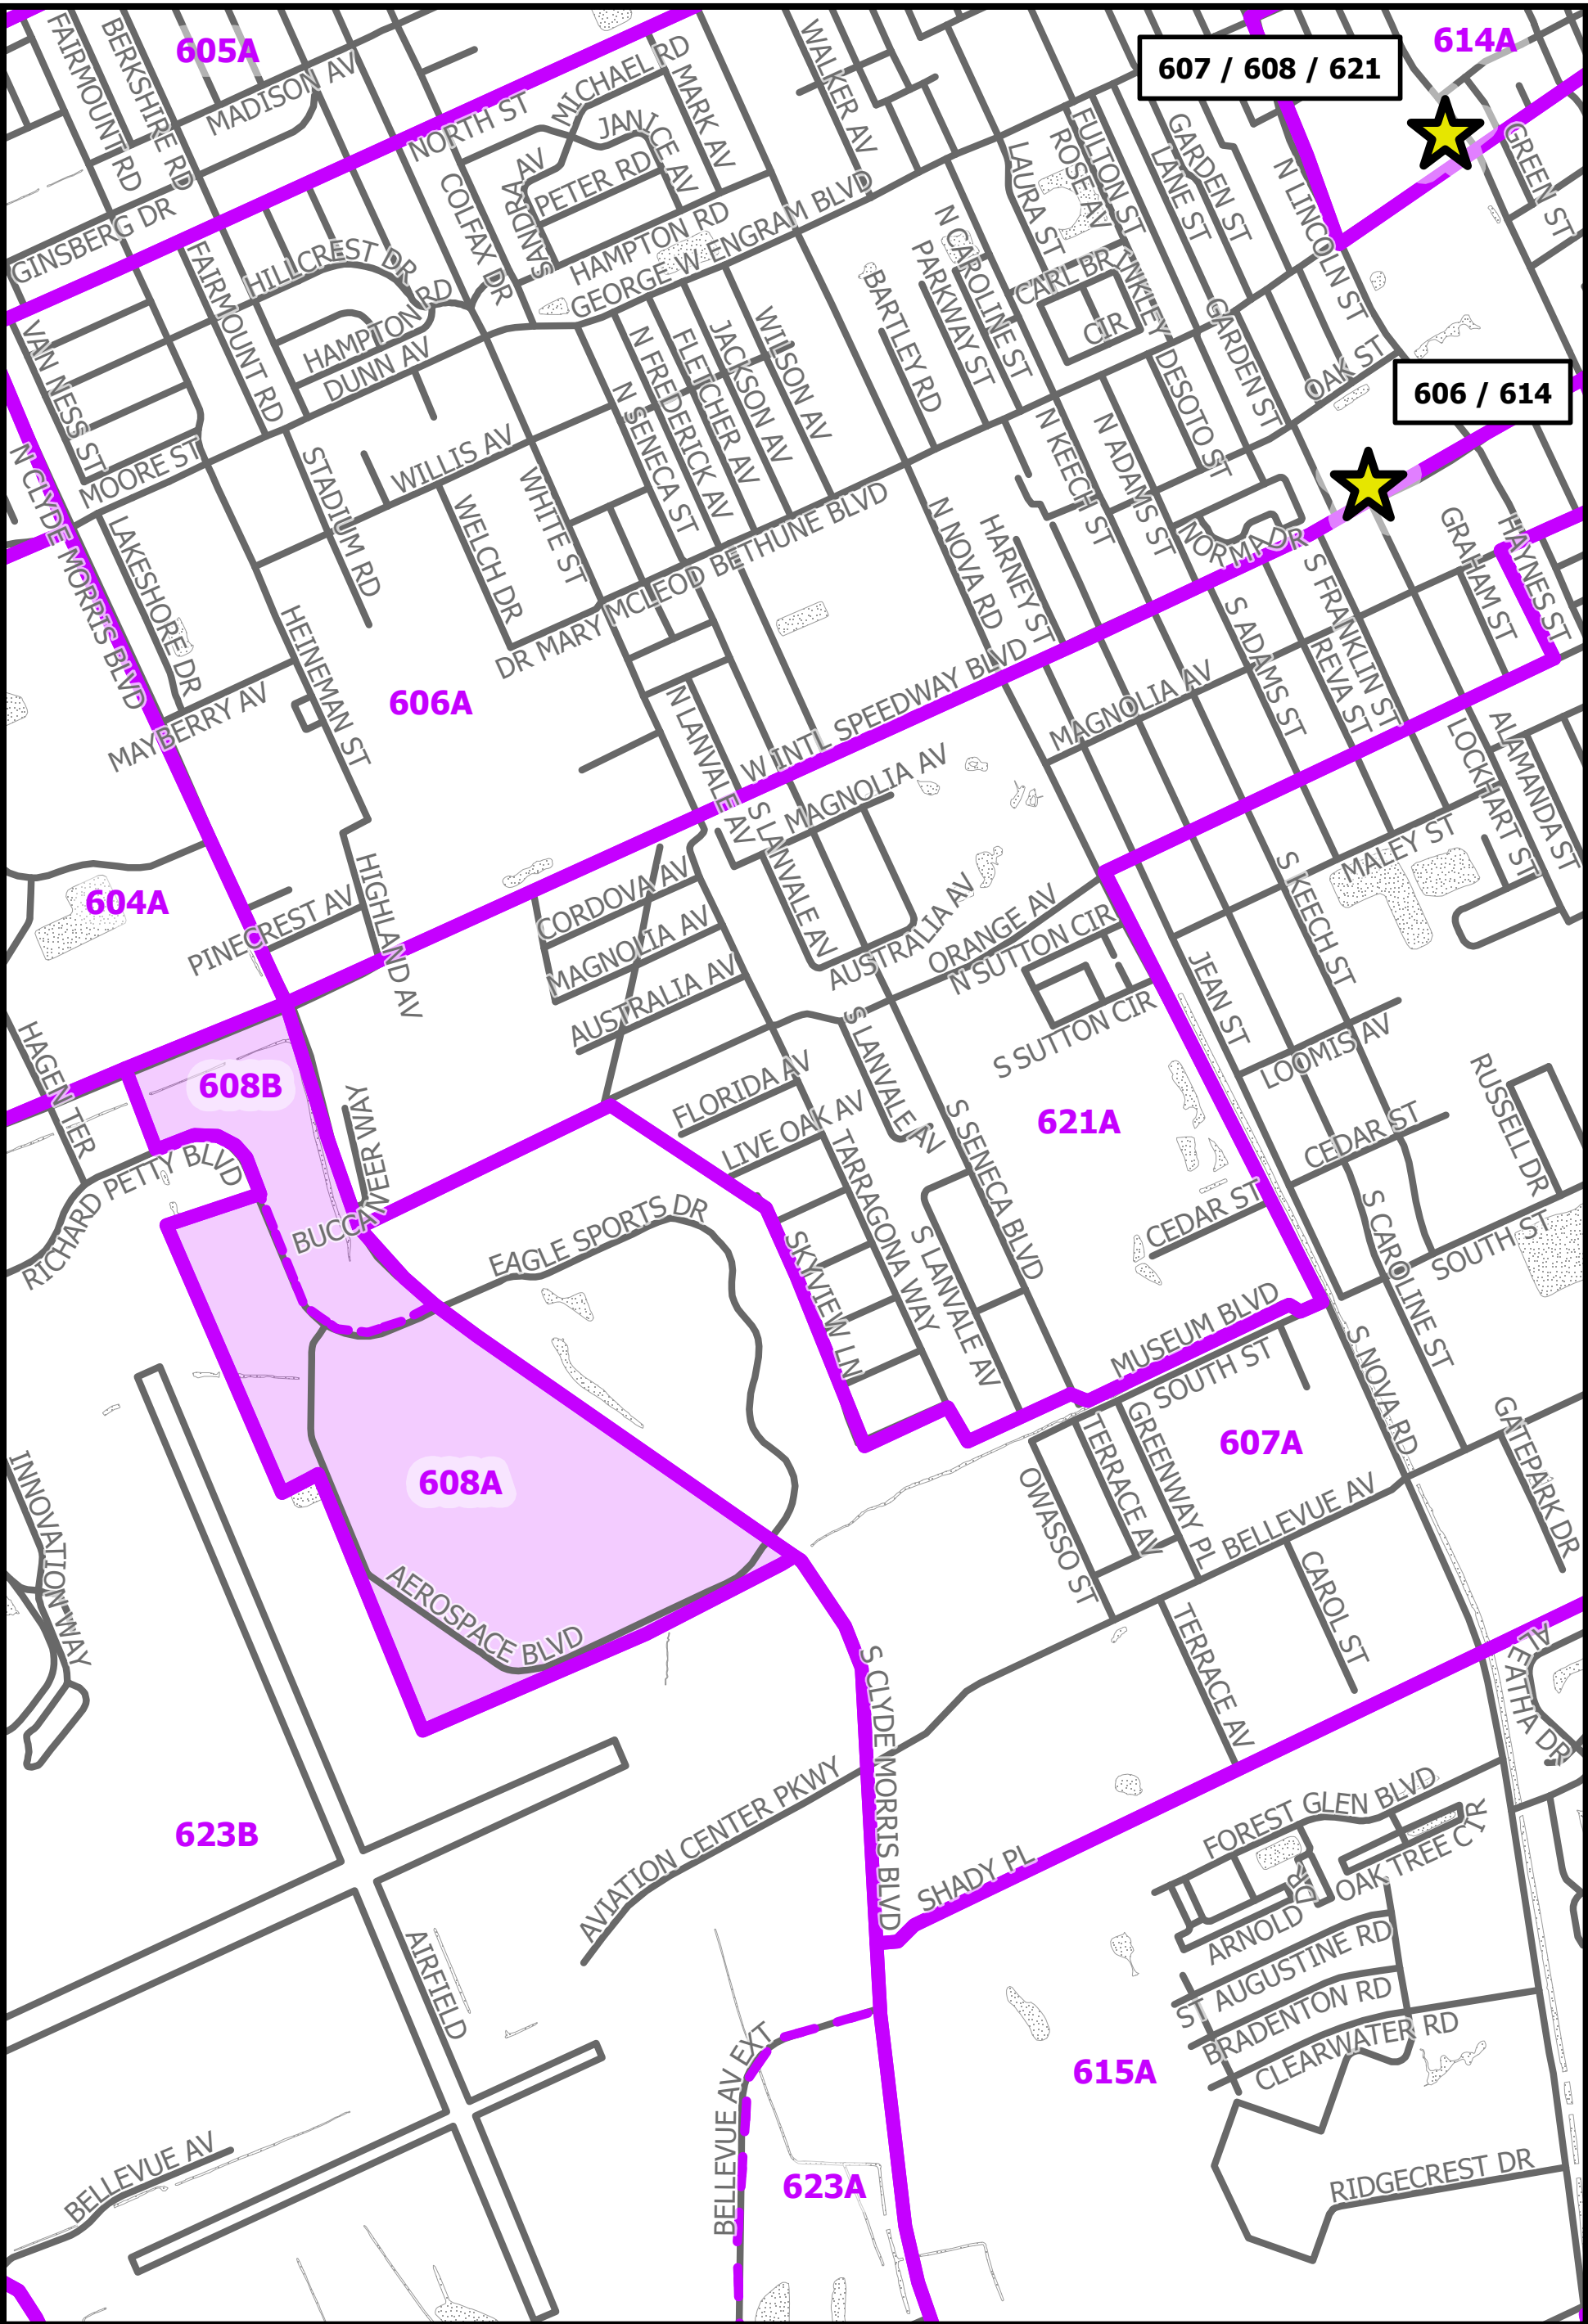 605A
614A
607 / 608 / 621
FAIRMOUNT RD
BERKSHIRE RD
MADISON AV
NORTH ST
MICHAEL RD
MARK AV
WALKER AV
JANICE AV
PETER RD
SANDRA AV
HAMPTON RD
GEORGE W ENGRAM BLVD
COLFAX DR
LAURA ST
ROSE AV
FULTON ST
LANE ST
GARDEN ST
N LINCOLN ST
GREEN ST
GINSBERG DR
HILLCREST DR
FAIRMOUNT RD
HAMPTON RD
DUNN AV
VAN NESS ST
MOORE ST
STADIUM RD
WILLIS AV
WELCH DR
WHITE ST
N SENECA ST
N FREDERICK AV
FLETCHER AV
JACKSON AV
WILSON AV
BARTLEY RD
PARKWAY ST
N CAROLINE ST
CARL BRINKLEY
CIR
GARDEN ST
OAK ST
606 / 614
N KEECH ST
N ADAMS ST
DESOTO ST
NORMA DR
GRAHAM ST
HAYNES ST
N CLYDE MORRIS BLVD
LAKESHORE DR
MAYBERRY AV
HEINEMAN ST
606A
DR MARY MCLEOD BETHUNE BLVD
N NOVA RD
HARNEY ST
S ADAMS ST
REVA ST
S FRANKLIN ST
MAGNOLIA AV
N LANVALE AV
W INTL SPEEDWAY BLVD
MAGNOLIA AV
S LANVALE AV
AUSTRALIA AV
ORANGE AV
N SUTTON CIR
S SUTTON CIR
LOCKHART ST
ALAMANDA ST
MALEY ST
S KEECH ST
JEAN ST
LOOMIS AV
604A
PINECREST AV
HIGHLAND AV
CORDOVA AV
MAGNOLIA AV
AUSTRALIA AV
HAGEN TER
608B
RICHARD PETTY BLVD
BUCCANEER WAY
FLORIDA AV
LIVE OAK AV
S LANVALE AV
621A
CEDAR ST
RUSSELL DR
S SENECA BLVD
CEDAR ST
S CAROLINE ST
SOUTH ST
EAGLE SPORTS DR
SKYVIEW LN
TARRAGONA WAY
S LANVALE AV
MUSEUM BLVD
SOUTH ST
S NOVA RD
607A
GATEPARK DR
INNOVATION WAY
608A
AEROSPACE BLVD
OWASSO ST
TERRACE AV
GREENWAY PL
BELLEVUE AV
CAROL ST
TERRACE AV
ALEATHA DR
623B
S CLYDE MORRIS BLVD
AVIATION CENTER PKWY
SHADY PL
FOREST GLEN BLVD
OAK TREE CIR
ARNOLD DR
ST AUGUSTINE RD
BRADENTON RD
CLEARWATER RD
AIRFIELD
BELLEVUE AV EXT
615A
623A
RIDGECREST DR
BELLEVUE AV